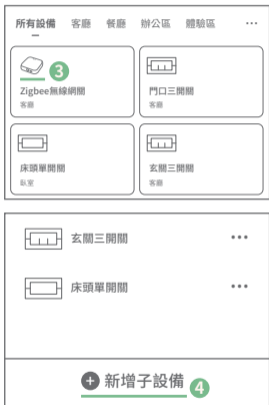 所有設備 客廳 餐廳 辦公區 體驗區 ...
3
Zigbee無線網關
客廳
門口三開關
客廳
床頭單開關
臥室
玄關三開關
客廳
玄關三開關 ...
床頭單開關 ...
+ 新增子設備 4